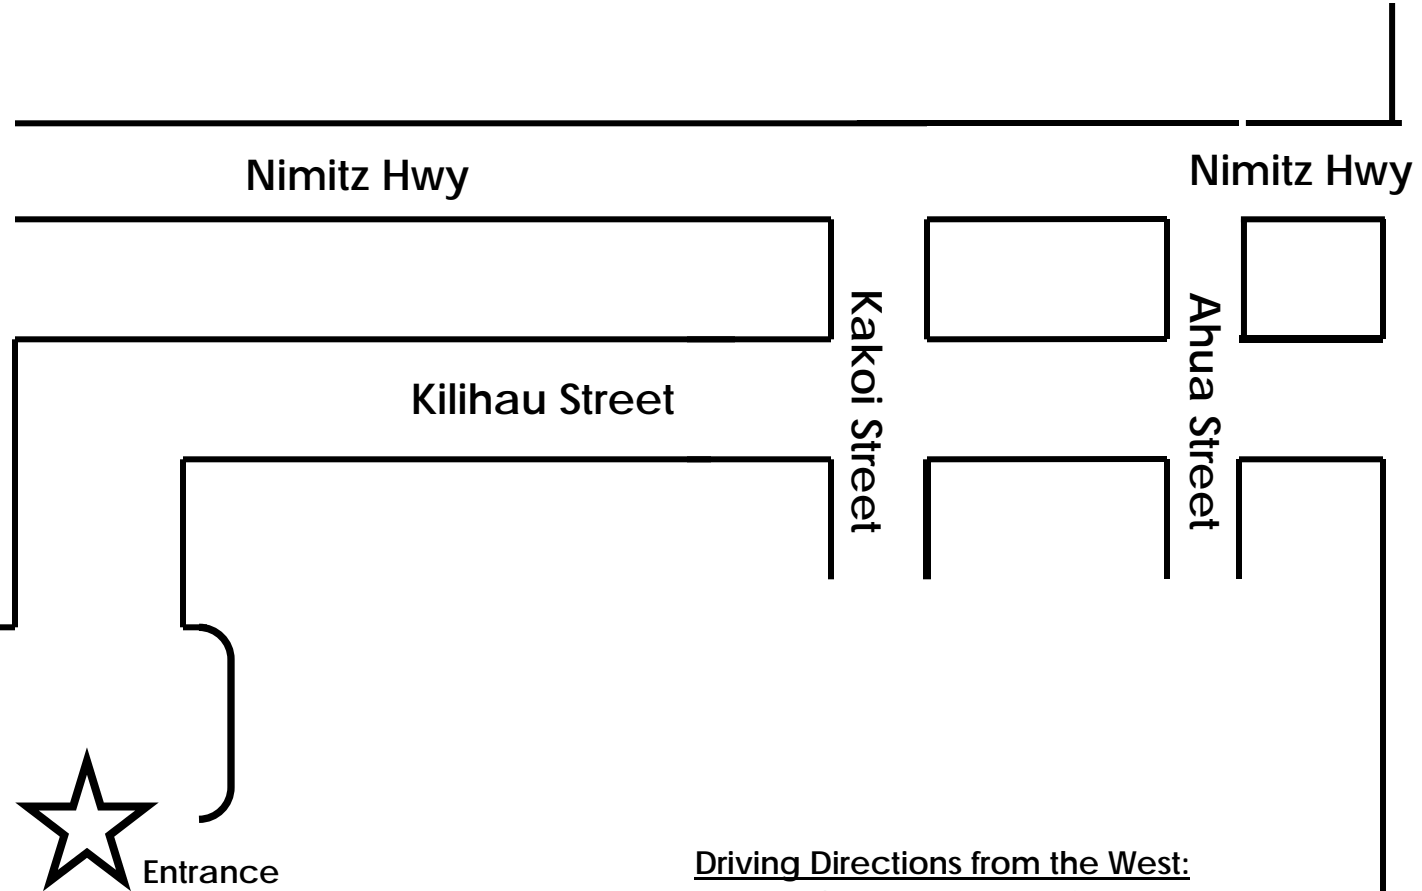 Nimitz Hwy
Nimitz Hwy
Kakoi Street
Ahua Street
Kilihau Street
Driving Directions from the West:
Entrance